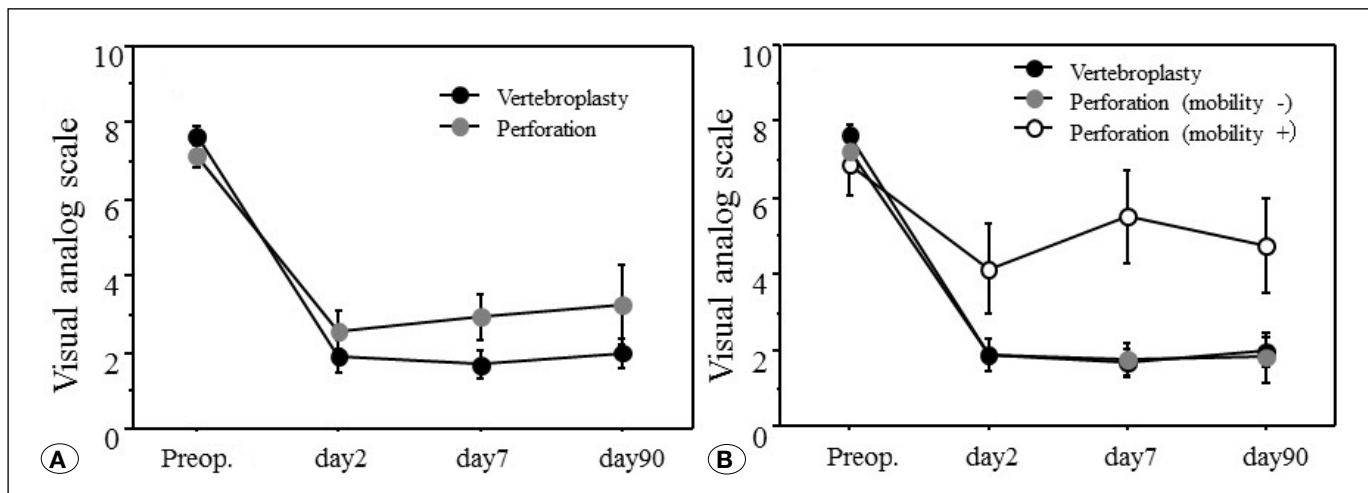 10
8
6
4
2
0
Visual analog scale
Vertebroplasty
Perforation
Preop. day2 day7 day90
A
10
8
6
4
2
0
Visual analog scale
Vertebroplasty
Perforation (mobility -)
Perforation (mobility +)
Preop. day2 day7 day90
B